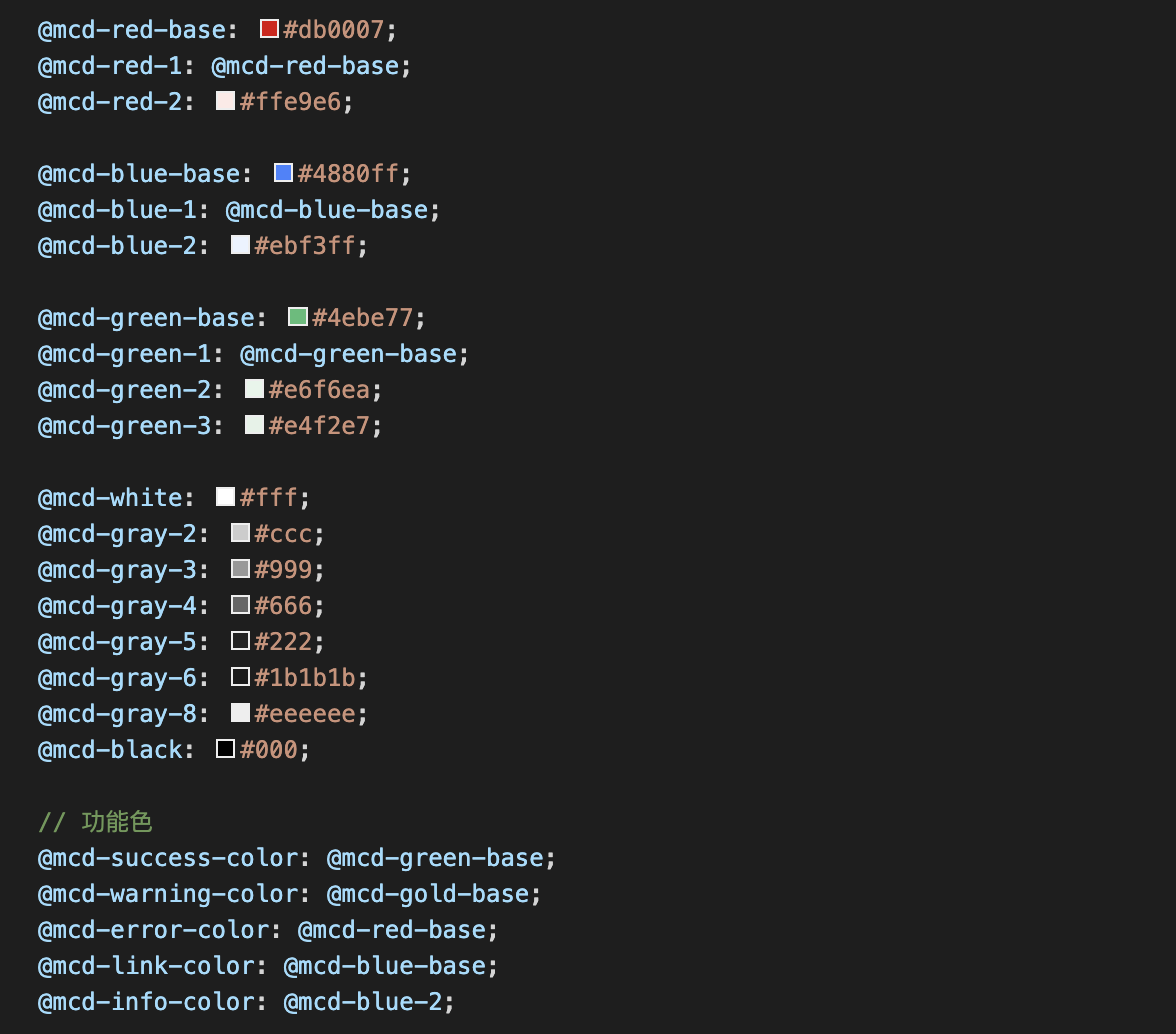 @mcd-red-base: #db0007;
@mcd-red-1: @mcd-red-base;
@mcd-red-2: #ffe9e6;
@mcd-blue-base: #4880ff;
@mcd-blue-1: @mcd-blue-base;
@mcd-blue-2: #ebf3ff;
@mcd-green-base: #4ebe77;
@mcd-green-1: @mcd-green-base;
@mcd-green-2: #e6f6ea;
@mcd-green-3: #e4f2e7;
@mcd-white: #fff;
@mcd-gray-2: #ccc;
@mcd-gray-3: #999;
@mcd-gray-4: #666;
@mcd-gray-5: #222;
@mcd-gray-6: #1b1b1b;
@mcd-gray-8: #eeeeee;
@mcd-black: #000;
// 功能色
@mcd-success-color: @mcd-green-base;
@mcd-warning-color: @mcd-gold-base;
@mcd-error-color: @mcd-red-base;
@mcd-link-color: @mcd-blue-base;
@mcd-info-color: @mcd-blue-2;